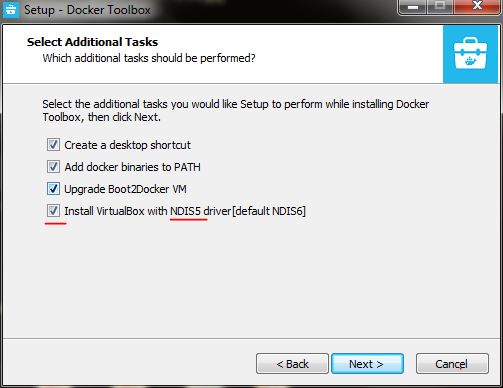 Setup - Docker Toolbox
Select Additional Tasks
Which additional tasks should be performed?
Select the additional tasks you would like Setup to perform while installing Docker
Toolbox, then click Next.
Create a desktop shortcut
Add docker binaries to PATH
Upgrade Boot2Docker VM
Install VirtualBox with NDIS5 driver[default NDIS6]
< Back
Next >
Cancel